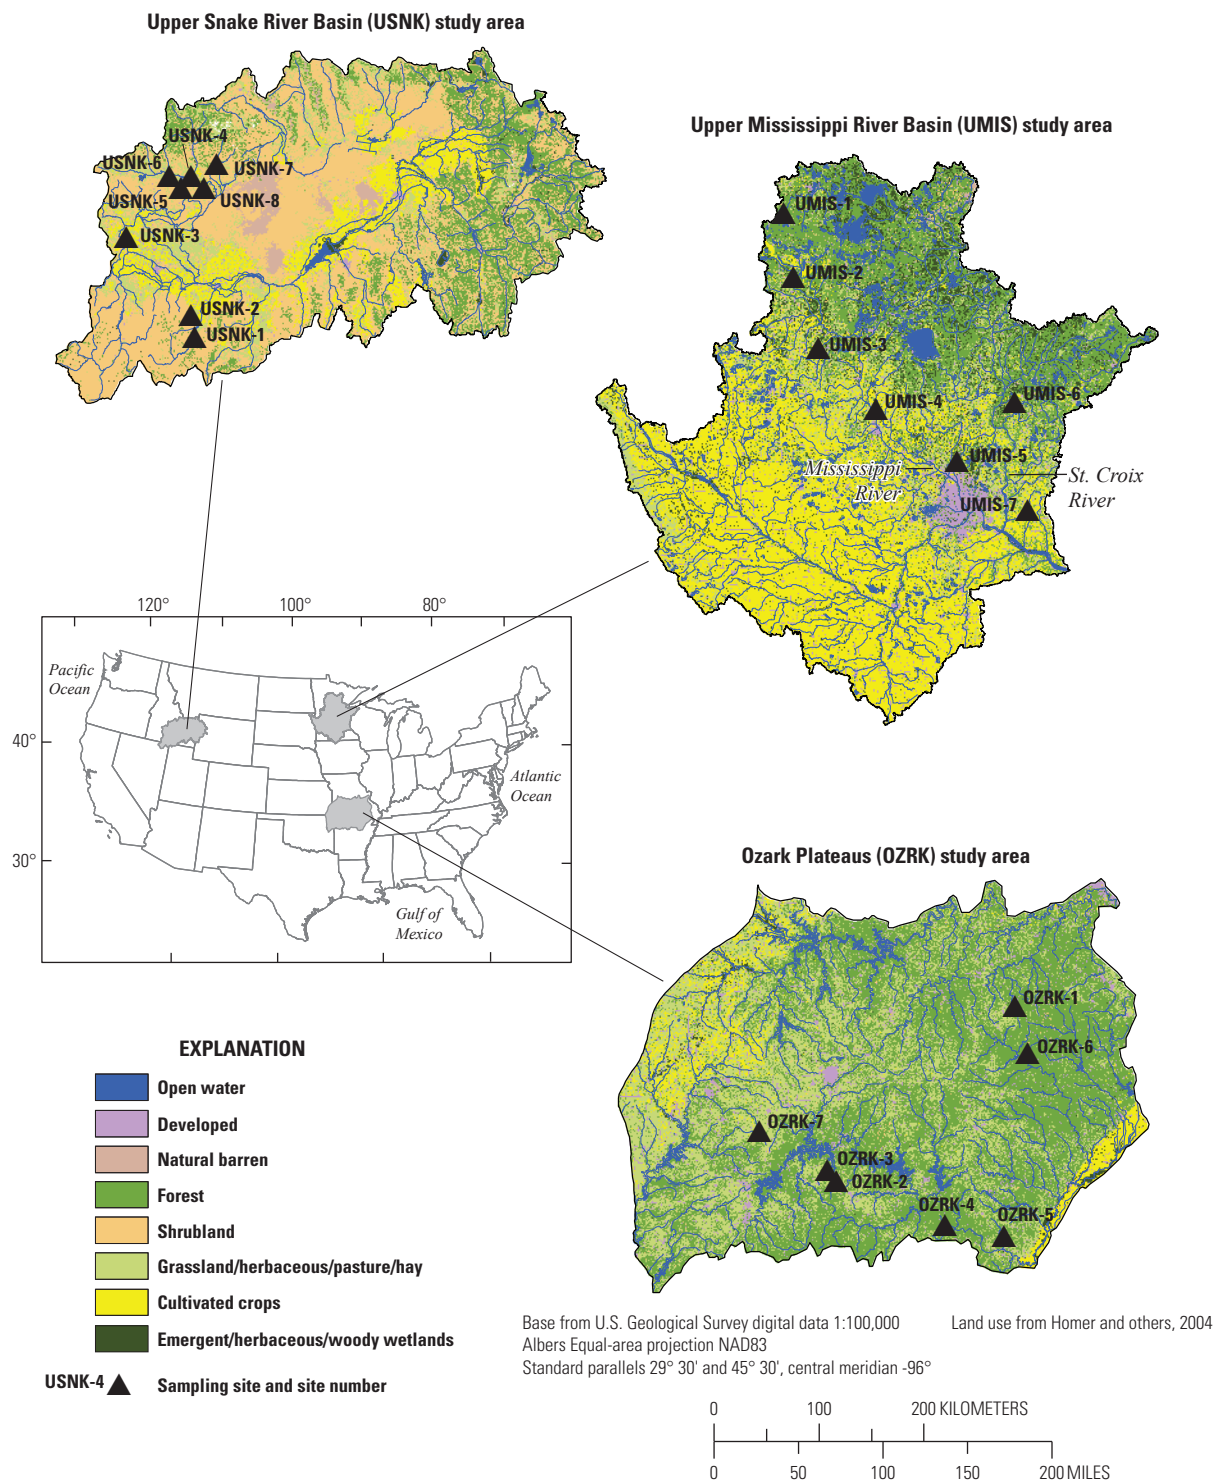 Upper Snake River Basin (USNK) study area
USNK-4
USNK-6
USNK-7
USNK-5
USNK-8
USNK-3
USNK-2
USNK-1
Upper Mississippi River Basin (UMIS) study area
UMIS-1
UMIS-2
UMIS-3
UMIS-4
UMIS-6
UMIS-5
Mississippi
River
St. Croix
River
UMIS-7
120°
100°
80°
40°
30°
Pacific
Ocean
Atlantic
Ocean
Gulf of
Mexico
Ozark Plateaus (OZRK) study area
OZRK-1
OZRK-6
OZRK-7
OZRK-3
OZRK-2
OZRK-4
OZRK-5
EXPLANATION
Open water
Developed
Natural barren
Forest
Shrubland
Grassland/herbaceous/pasture/hay
Cultivated crops
Emergent/herbaceous/woody wetlands
USNK-4 Sampling site and site number
Base from U.S. Geological Survey digital data 1:100,000
Albers Equal-area projection NAD83
Standard parallels 29° 30' and 45° 30', central meridian -96°
Land use from Homer and others, 2004
0 100 200 KILOMETERS
0 50 100 150 200 MILES